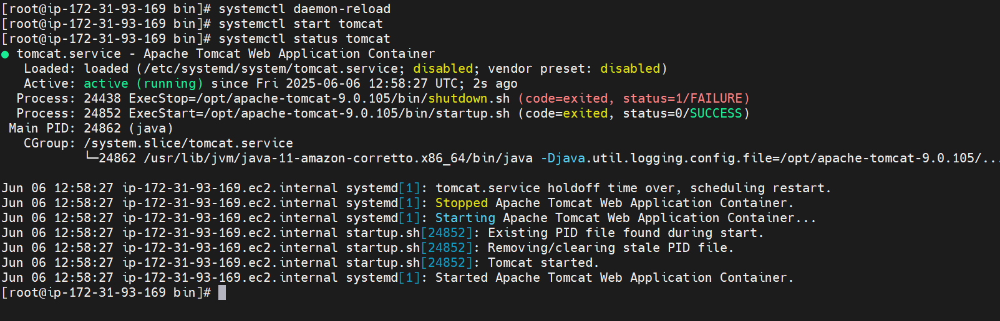 [root@ip-172-31-93-169 bin]# systemctl daemon-reload
[root@ip-172-31-93-169 bin]# systemctl start tomcat
[root@ip-172-31-93-169 bin]# systemctl status tomcat
● tomcat.service - Apache Tomcat Web Application Container
   Loaded: loaded (/etc/systemd/system/tomcat.service; disabled; vendor preset: disabled)
   Active: active (running) since Fri 2025-06-06 12:58:27 UTC; 2s ago
  Process: 24438 ExecStop=/opt/apache-tomcat-9.0.105/bin/shutdown.sh (code=exited, status=1/FAILURE)
  Process: 24852 ExecStart=/opt/apache-tomcat-9.0.105/bin/startup.sh (code=exited, status=0/SUCCESS)
 Main PID: 24862 (java)
   CGroup: /system.slice/tomcat.service
           └─24862 /usr/lib/jvm/java-11-amazon-corretto.x86_64/bin/java -Djava.util.logging.config.file=/opt/apache-tomcat-9.0.105/...
Jun 06 12:58:27 ip-172-31-93-169.ec2.internal systemd[1]: tomcat.service holdoff time over, scheduling restart.
Jun 06 12:58:27 ip-172-31-93-169.ec2.internal systemd[1]: Stopped Apache Tomcat Web Application Container.
Jun 06 12:58:27 ip-172-31-93-169.ec2.internal systemd[1]: Starting Apache Tomcat Web Application Container...
Jun 06 12:58:27 ip-172-31-93-169.ec2.internal startup.sh[24852]: Existing PID file found during start.
Jun 06 12:58:27 ip-172-31-93-169.ec2.internal startup.sh[24852]: Removing/clearing stale PID file.
Jun 06 12:58:27 ip-172-31-93-169.ec2.internal startup.sh[24852]: Tomcat started.
Jun 06 12:58:27 ip-172-31-93-169.ec2.internal systemd[1]: Started Apache Tomcat Web Application Container.
[root@ip-172-31-93-169 bin]#